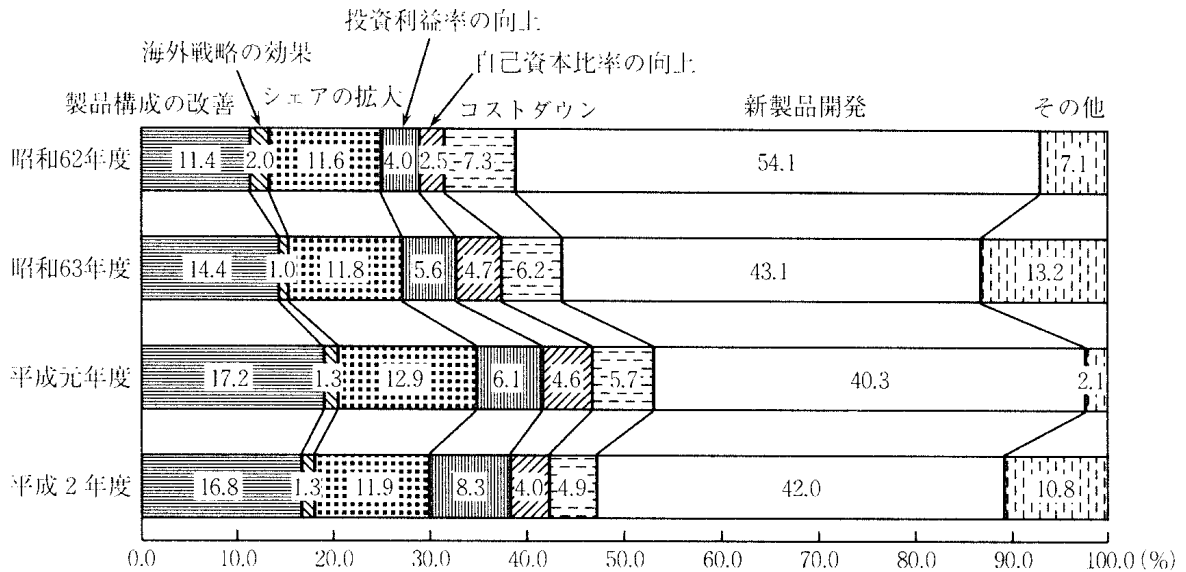 投資利益率の向上
海外戦略の効果
自己資本比率の向上
製品構成の改善 シェアの拡大 コストダウン 新製品開発 その他
昭和62年度 11.4 2.0 11.6 4.0 2.5 7.3 54.1 7.1
昭和63年度 14.4 1.0 11.8 5.6 4.7 6.2 43.1 13.2
平成元年度 17.2 1.3 12.9 6.1 4.6 5.7 40.3 2.1
平成2年度 16.8 1.3 11.9 8.3 4.0 4.9 42.0 10.8
0.0 10.0 20.0 30.0 40.0 50.0 60.0 70.0 80.0 90.0 100.0(%)